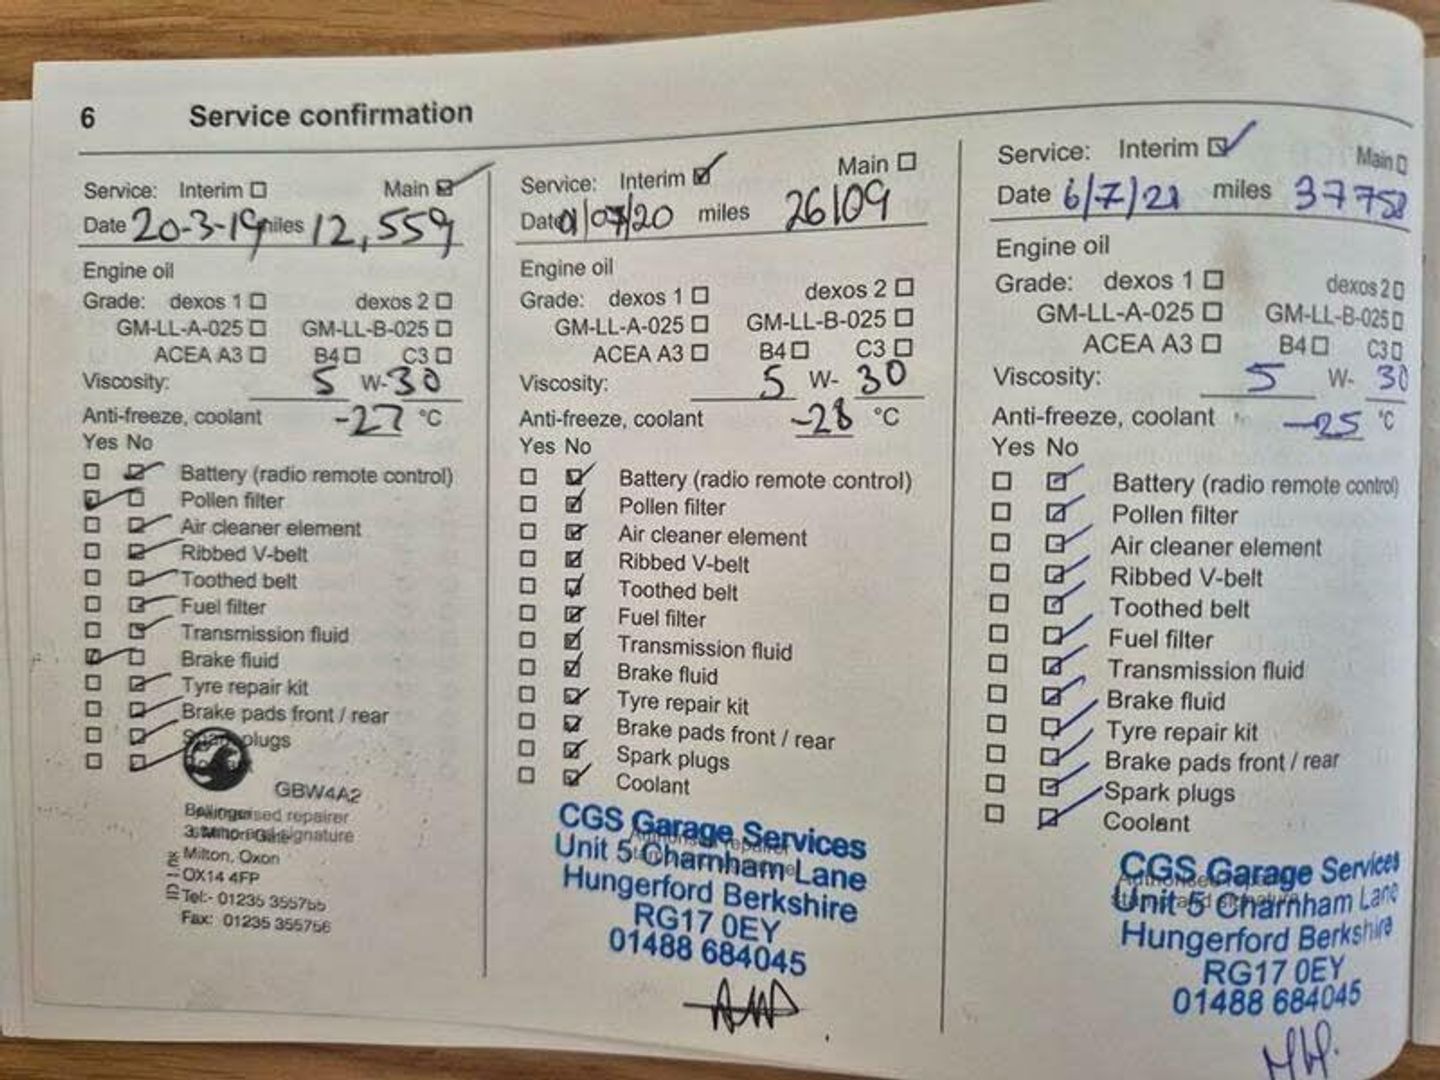 6 Service confirmation
Service: Interim Main
Date 20-3-19 miles 12,559
Engine oil
Grade: dexos 1 dexos 2
GM-LL-A-025 GM-LL-B-025
ACEA A3 B4 C3
Viscosity: 5 W-30
Anti-freeze, coolant -27 °C
Yes No
Battery (radio remote control)
Pollen filter
Air cleaner element
Ribbed V-belt
Toothed belt
Fuel filter
Transmission fluid
Brake fluid
Tyre repair kit
Brake pads front / rear
Spark plugs
GBW4A2
Milton, Oxon
OX14 4FP
Tel:- 01235 355755
Fax: 01235 355756
Service: Interim Main
Date 01/07/20 miles 26109
Engine oil
Grade: dexos 1 dexos 2
GM-LL-A-025 GM-LL-B-025
ACEA A3 B4 C3
Viscosity: 5 W- 30
Anti-freeze, coolant -28 °C
Yes No
Battery (radio remote control)
Pollen filter
Air cleaner element
Ribbed V-belt
Toothed belt
Fuel filter
Transmission fluid
Brake fluid
Tyre repair kit
Brake pads front / rear
Spark plugs
Coolant
CGS Garage Services
Unit 5 Charnham Lane
Hungerford Berkshire
RG17 0EY
01488 684045
Service: Interim Main
Date 6/7/21 miles 37758
Engine oil
Grade: dexos 1 dexos 2
GM-LL-A-025 GM-LL-B-025
ACEA A3 B4 C3
Viscosity: 5 W- 30
Anti-freeze, coolant -25 °C
Yes No
Battery (radio remote control)
Pollen filter
Air cleaner element
Ribbed V-belt
Toothed belt
Fuel filter
Transmission fluid
Brake fluid
Tyre repair kit
Brake pads front / rear
Spark plugs
Coolant
CGS Garage Services
Unit 5 Charnham Lane
Hungerford Berkshire
RG17 0EY
01488 684045